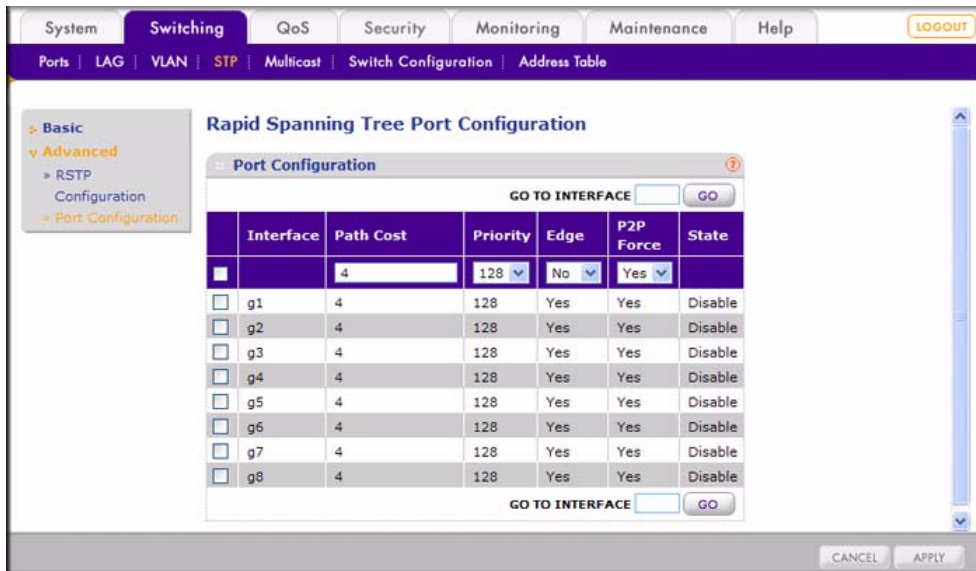 System Switching QoS Security Monitoring Maintenance Help LOGOUT
Ports LAG VLAN STP Multicast Switch Configuration Address Table
Basic
Advanced
» RSTP
Configuration
» Port Configuration
Rapid Spanning Tree Port Configuration
Port Configuration ?
GO TO INTERFACE GO
Interface Path Cost Priority Edge P2P Force State
4 128 No Yes
g1 4 128 Yes Yes Disable
g2 4 128 Yes Yes Disable
g3 4 128 Yes Yes Disable
g4 4 128 Yes Yes Disable
g5 4 128 Yes Yes Disable
g6 4 128 Yes Yes Disable
g7 4 128 Yes Yes Disable
g8 4 128 Yes Yes Disable
GO TO INTERFACE GO
CANCEL APPLY